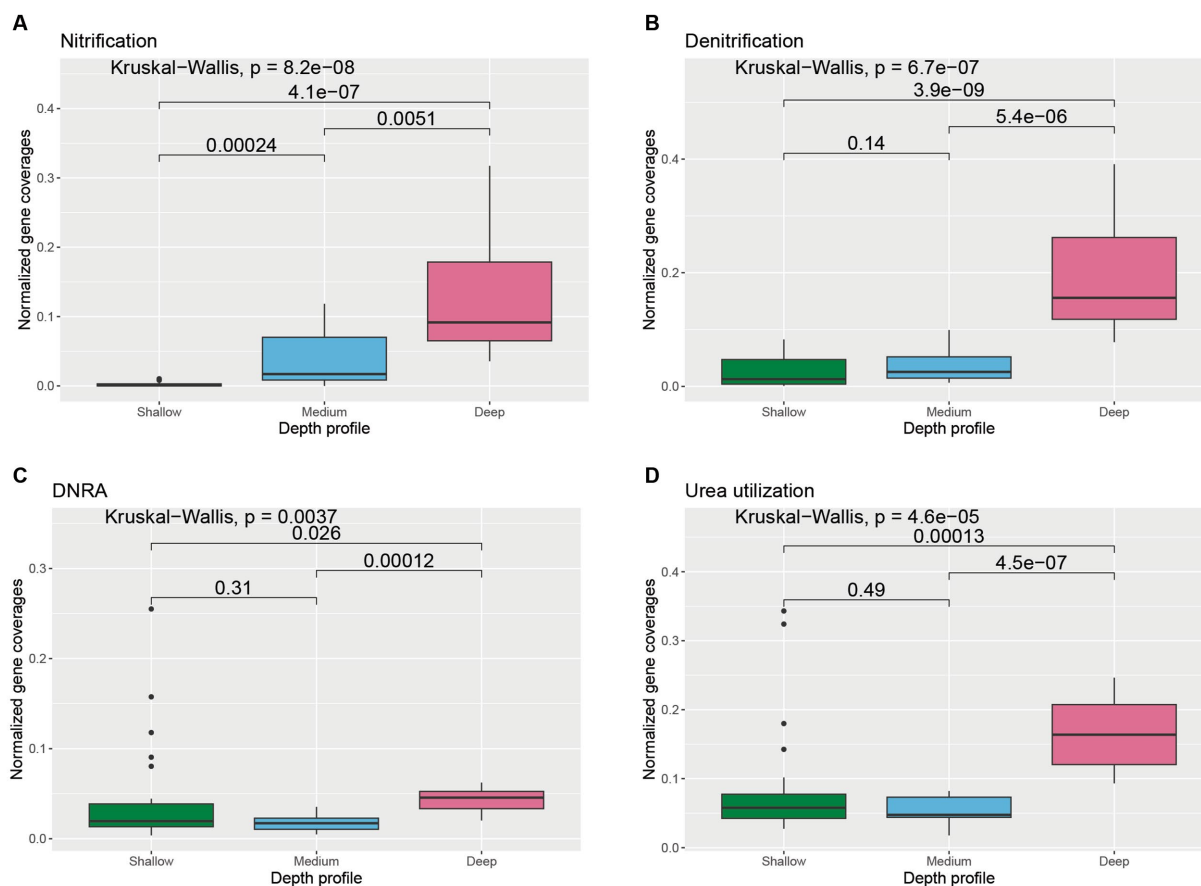 A
Nitrification
Kruskal−Wallis, p = 8.2e−08
4.1e−07
0.0051
0.00024
0.4
0.3
0.2
0.1
0.0
Normalized gene coverages
Shallow Medium Deep
Depth profile
B
Denitrification
Kruskal−Wallis, p = 6.7e−07
3.9e−09
5.4e−06
0.14
0.4
0.2
0.0
Normalized gene coverages
Shallow Medium Deep
Depth profile
C
DNRA
Kruskal−Wallis, p = 0.0037
0.026
0.00012
0.31
0.3
0.2
0.1
0.0
Normalized gene coverages
Shallow Medium Deep
Depth profile
D
Urea utilization
Kruskal−Wallis, p = 4.6e−05
0.00013
4.5e−07
0.49
0.4
0.3
0.2
0.1
0.0
Normalized gene coverages
Shallow Medium Deep
Depth profile